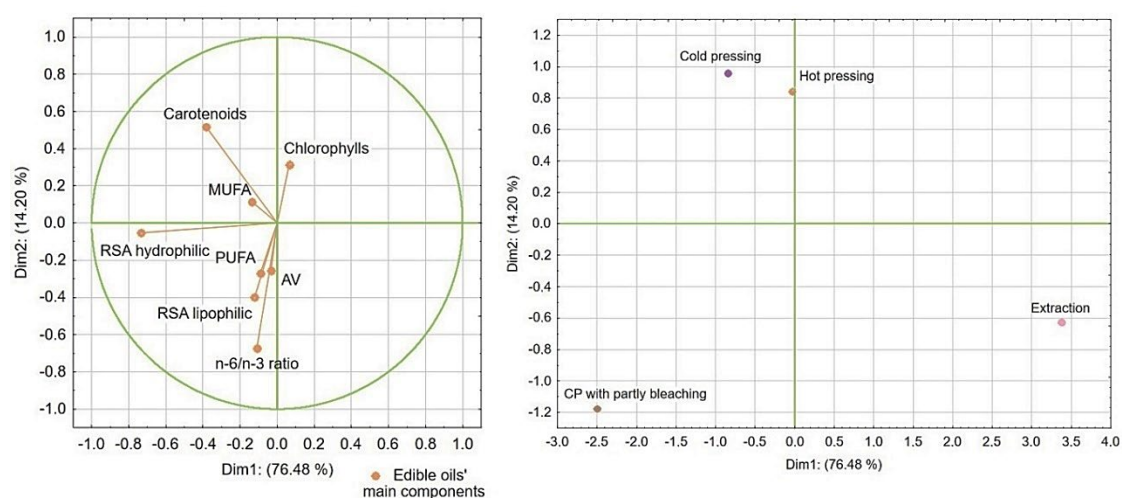 1.0
0.8
0.6
0.4
0.2
0.0
-0.2
-0.4
-0.6
-0.8
-1.0
Dim2: (14.20 %)
Carotenoids
Chlorophylls
MUFA
RSA hydrophilic
PUFA
AV
RSA lipophilic
n-6/n-3 ratio
-1.0 -0.8 -0.6 -0.4 -0.2 0.0 0.2 0.4 0.6 0.8 1.0
Dim1: (76.48 %)
Edible oils'
main components
1.2
1.0
0.8
0.6
0.4
0.2
0.0
-0.2
-0.4
-0.6
-0.8
-1.0
-1.2
Dim2: (14.20 %)
Cold pressing
Hot pressing
Extraction
CP with partly bleaching
-3.0 -2.5 -2.0 -1.5 -1.0 -0.5 0.0 0.5 1.0 1.5 2.0 2.5 3.0 3.5 4.0
Dim1: (76.48 %)